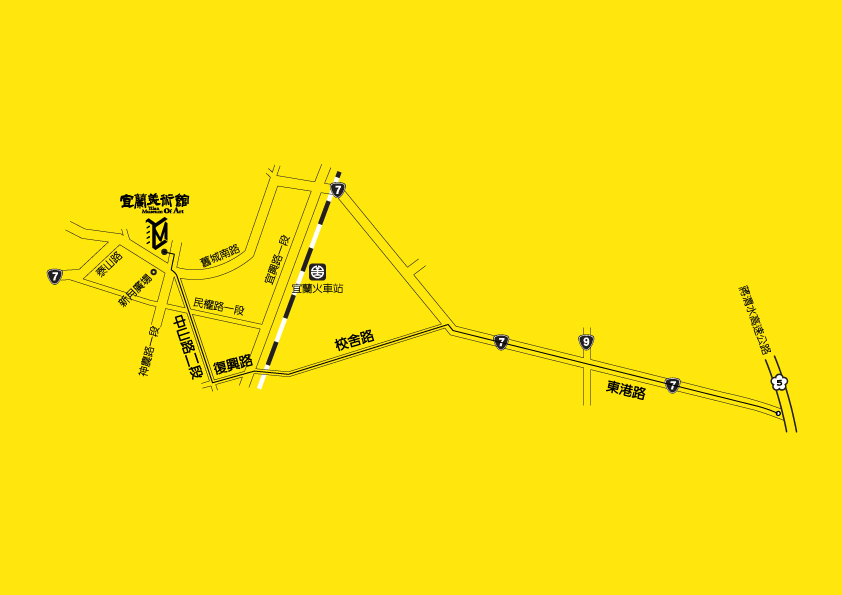 宜蘭美術館
Yilan
Museum Of Art
7
舊城南路
宜興路一段
泰山路
7
新月廣場
宜蘭火車站
民權路一段
中山路二段
神農路一段
復興路
校舍路
7
9
東港路
7
蔣渭水高速公路
5